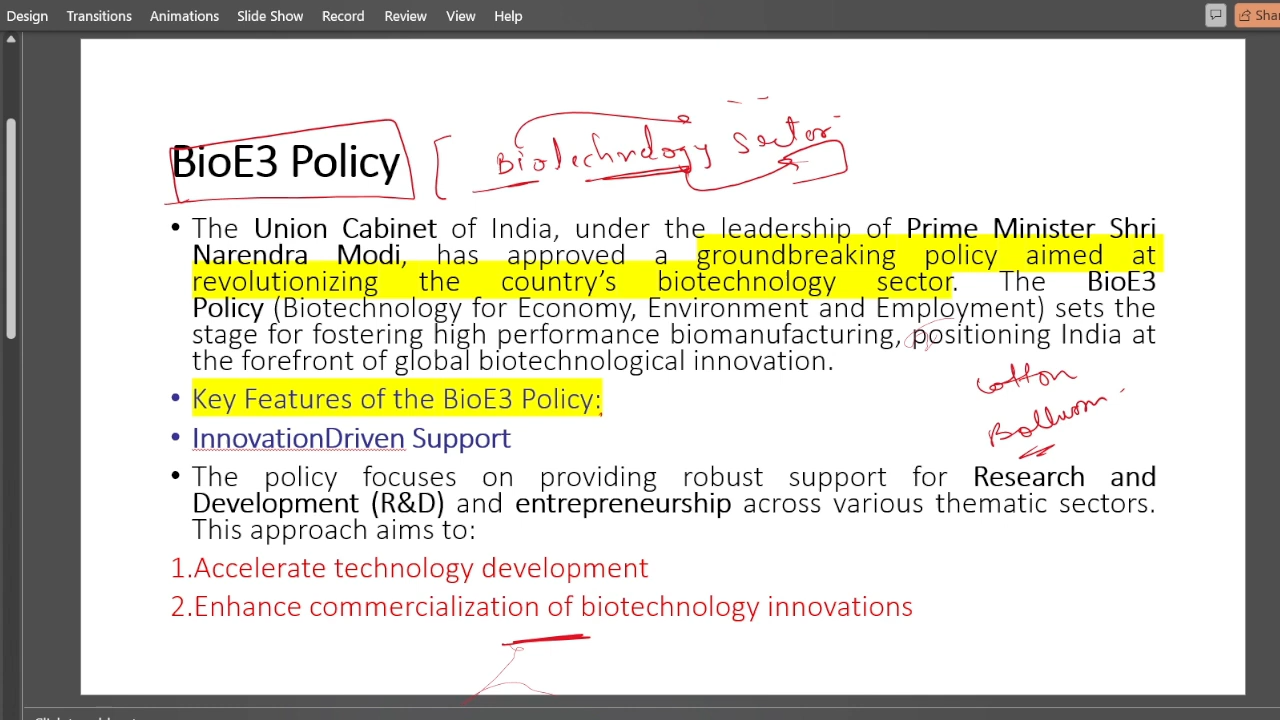 Design Transitions Animations Slide Show Record Review View Help
BioE3 Policy
Biotechnology Sector
• The Union Cabinet of India, under the leadership of Prime Minister Shri
Narendra Modi, has approved a groundbreaking policy aimed at
revolutionizing the country’s biotechnology sector. The BioE3
Policy (Biotechnology for Economy, Environment and Employment) sets the
stage for fostering high performance biomanufacturing, positioning India at
the forefront of global biotechnological innovation.
cotton
• Key Features of the BioE3 Policy:
• InnovationDriven Support
• The policy focuses on providing robust support for Research and
Development (R&D) and entrepreneurship across various thematic sectors.
This approach aims to:
1.Accelerate technology development
2.Enhance commercialization of biotechnology innovations